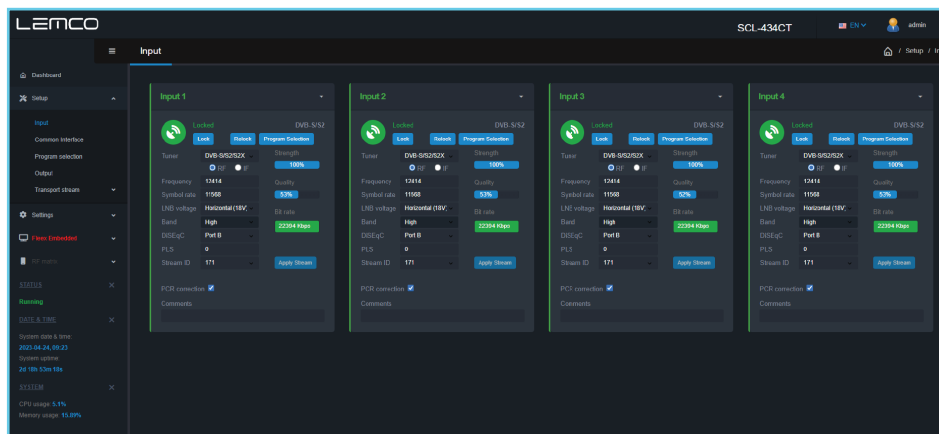 LEMCO
SCL-434CT
EN
admin
Input
/ Setup / In
Dashboard
Setup
Input
Common Interface
Program selection
Output
Transport stream
Settings
Flexs Embedded
RF matrix
STATUS
Running
DATE & TIME
System date & time:
2023-04-24, 09:23
System uptime:
2d 18h 53m 18s
SYSTEM
CPU usage: 5.1%
Memory usage: 15.89%
Input 1
Locked DVB-S/S2
Lock Relock Program Selection
Tuner DVB-S/S2/S2X Strength
RF IF 100%
Frequency 12414 Quality
Symbol rate 11568 53%
LNB voltage Horizontal (18V) Bit rate
Band High 22394 Kbps
DiSEqC Port B
PLS 0
Stream ID 171 Apply Stream
PCR correction
Comments
Input 2
Locked DVB-S/S2
Lock Relock Program Selection
Tuner DVB-S/S2/S2X Strength
RF IF 100%
Frequency 12414 Quality
Symbol rate 11568 53%
LNB voltage Horizontal (18V) Bit rate
Band High 22394 Kbps
DiSEqC Port B
PLS 0
Stream ID 171 Apply Stream
PCR correction
Comments
Input 3
Locked DVB-S/S2
Lock Relock Program Selection
Tuner DVB-S/S2/S2X Strength
RF IF 100%
Frequency 12414 Quality
Symbol rate 11568 52%
LNB voltage Horizontal (18V) Bit rate
Band High 22394 Kbps
DiSEqC Port B
PLS 0
Stream ID 171 Apply Stream
PCR correction
Comments
Input 4
Locked DVB-S/S2
Lock Relock Program Selection
Tuner DVB-S/S2/S2X Strength
RF IF 100%
Frequency 12414 Quality
Symbol rate 11568 53%
LNB voltage Horizontal (18V) Bit rate
Band High 22394 Kbps
DiSEqC Port B
PLS 0
Stream ID 171 Apply Stream
PCR correction
Comments